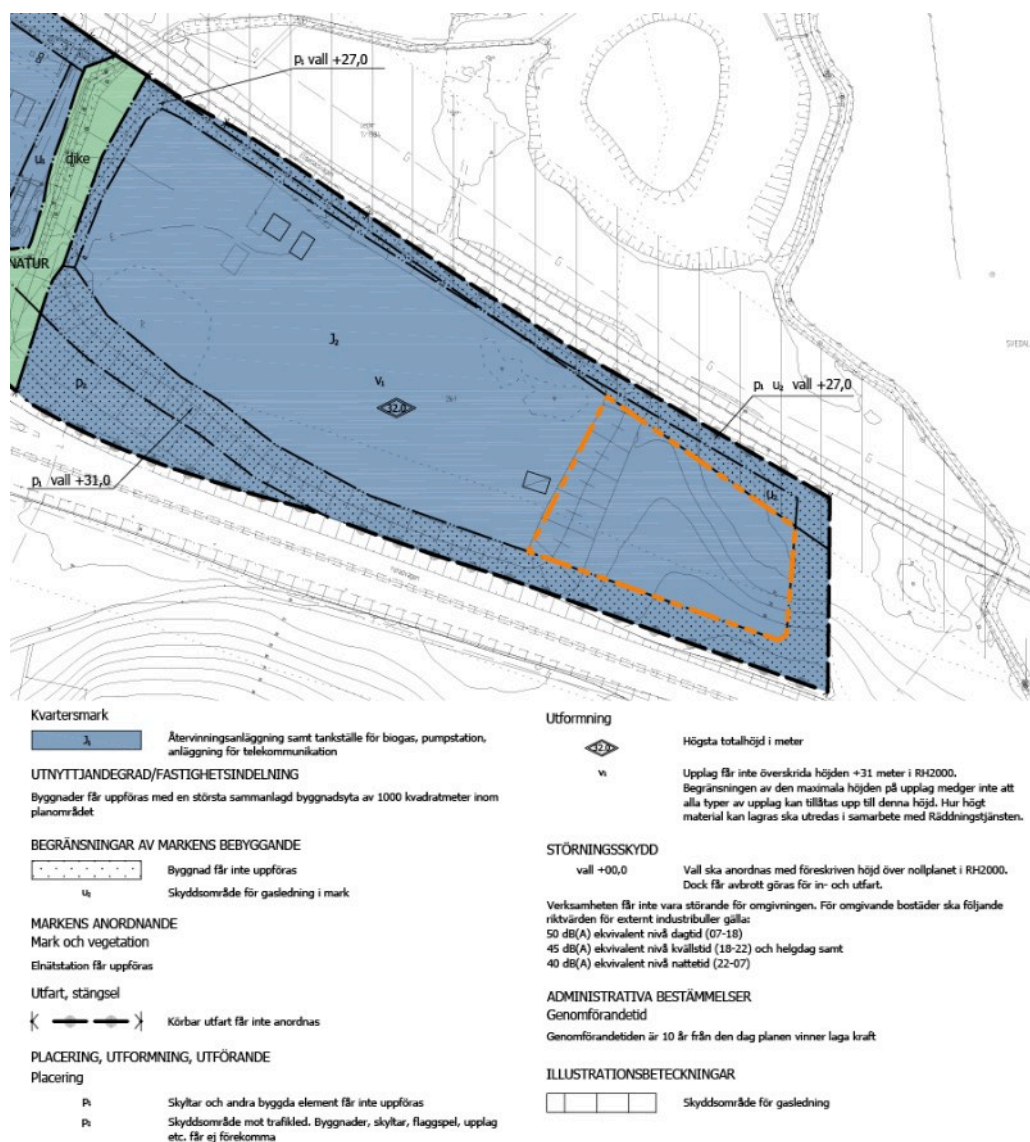 p₁ vall +27,0
u₁
dike
NATUR
J₂
v₁
32.0
p₂
p₁ vall +31,0
p₁ u₂ vall +27,0
u₂
SVEDAL
G
G
G
Kvartersmark
J₁
Återvinningsanläggning samt tankställe för biogas, pumpstation,
anläggning för telekommunikation
UTNYTTJANDEGRAD/FASTIGHETSINDELNING
Byggnader får uppföras med en största sammanlagd byggnadsyta av 1000 kvadratmeter inom
planområdet
BEGRÄNSNINGAR AV MARKENS BEBYGGANDE
Byggnad får inte uppföras
Skyddsområde för gasledning i mark
MARKENS ANORDNANDE
Mark och vegetation
Elnätstation får uppföras
Utfart, stängsel
Körbar utfart får inte anordnas
PLACERING, UTFORMNING, UTFÖRANDE
Placering
Skyltar och andra byggda element får inte uppföras
Skyddsområde mot trafikled. Byggnader, skyltar, flaggspel, upplag
etc. får ej förekomma
Utformning
Högsta totalhöjd i meter
v₁ Upplag får inte överskrida höjden +31 meter i RH2000.
Begränsningen av den maximala höjden på upplag medger inte att
alla typer av upplag kan tillåtas upp till denna höjd. Hur högt
material kan lagras ska utredas i samarbete med Räddningstjänsten.
STÖRNINGSSKYDD
vall +00,0 Vall ska anordnas med föreskriven höjd över nollplanet i RH2000.
Dock får avbrott göras för in- och utfart.
Verksamheten får inte vara störande för omgivningen. För omgivande bostäder ska följande
riktvärden för externt industribuller gälla:
50 dB(A) ekvivalent nivå dagtid (07-18)
45 dB(A) ekvivalent nivå kvällstid (18-22) och helgdag samt
40 dB(A) ekvivalent nivå nattetid (22-07)
ADMINISTRATIVA BESTÄMMELSER
Genomförandetid
Genomförandetiden är 10 år från den dag planen vinner laga kraft
ILLUSTRATIONSBETECKNINGAR
Skyddsområde för gasledning